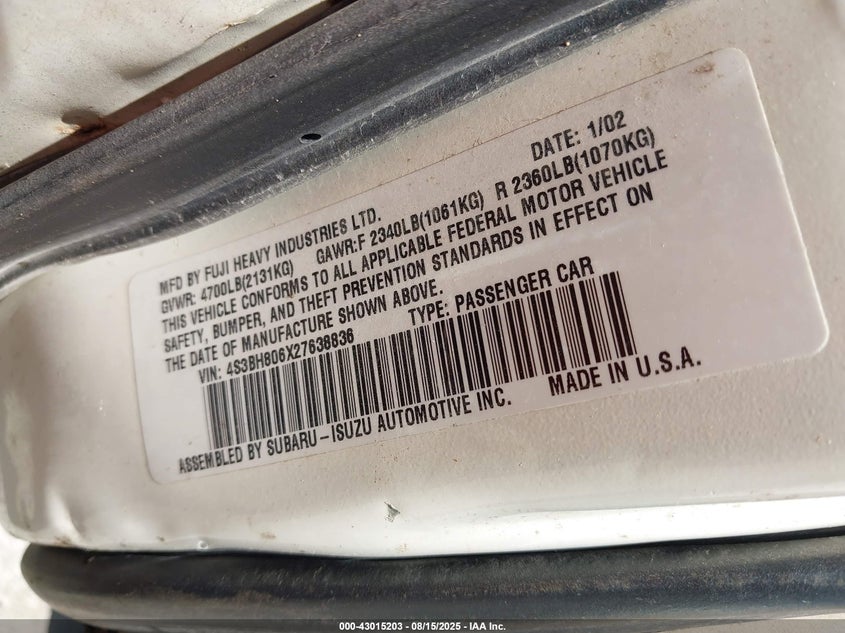 MFD BY FUJI HEAVY INDUSTRIES LTD. DATE: 1/02
GVWR: 4700LB(2131KG) GAWR:F 2340LB(1061KG) R 2360LB(1070KG)
THIS VEHICLE CONFORMS TO ALL APPLICABLE FEDERAL MOTOR VEHICLE
SAFETY, BUMPER, AND THEFT PREVENTION STANDARDS IN EFFECT ON
THE DATE OF MANUFACTURE SHOWN ABOVE.
VIN: 4S3BH806X27638836 TYPE: PASSENGER CAR
ASSEMBLED BY SUBARU-ISUZU AUTOMOTIVE INC. MADE IN U.S.A.
000-43015203 - 08/15/2025 - IAA Inc.